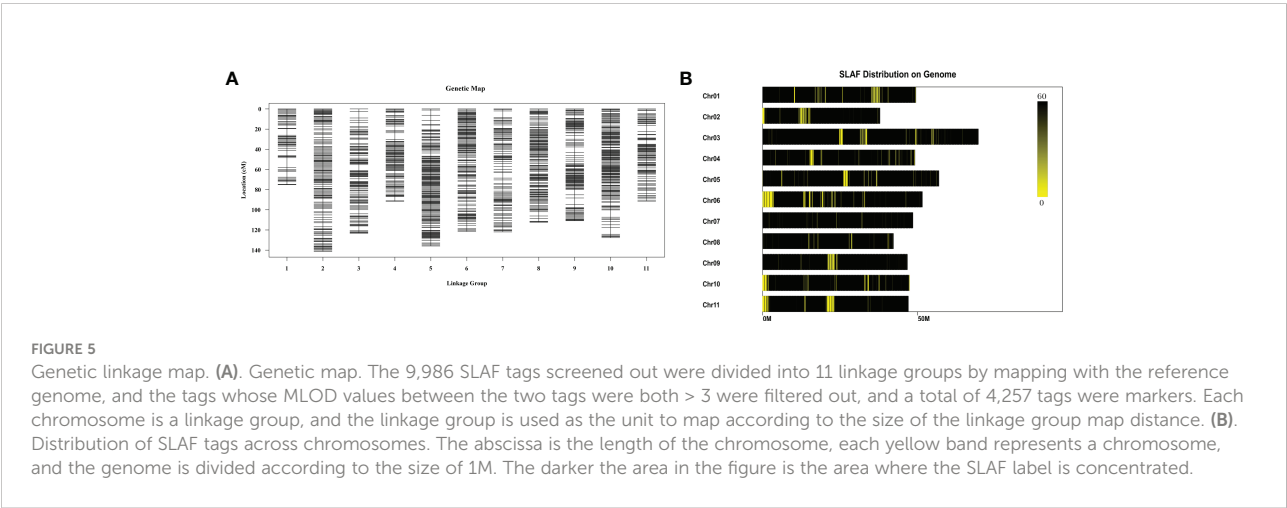 A
Genetic Map
0
20
40
60
80
100
120
140
Location (cM)
1 2 3 4 5 6 7 8 9 10 11
Linkage Group
B
SLAF Distribution on Genome
Chr01
Chr02
Chr03
Chr04
Chr05
Chr06
Chr07
Chr08
Chr09
Chr10
Chr11
0M 50M
60
0
FIGURE 5
Genetic linkage map. (A). Genetic map. The 9,986 SLAF tags screened out were divided into 11 linkage groups by mapping with the reference
genome, and the tags whose MLOD values between the two tags were both > 3 were filtered out, and a total of 4,257 tags were markers. Each
chromosome is a linkage group, and the linkage group is used as the unit to map according to the size of the linkage group map distance. (B).
Distribution of SLAF tags across chromosomes. The abscissa is the length of the chromosome, each yellow band represents a chromosome,
and the genome is divided according to the size of 1M. The darker the area in the figure is the area where the SLAF label is concentrated.